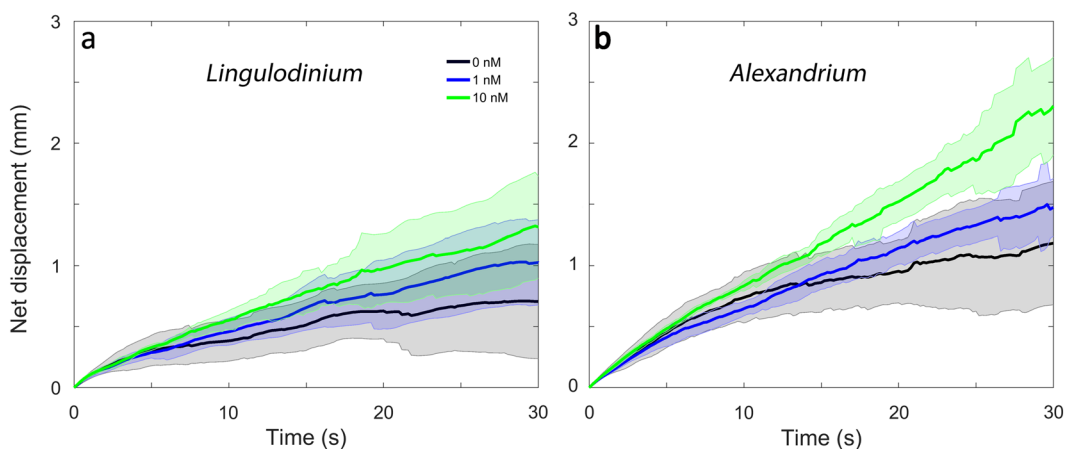 a
Lingulodinium
0 nM
1 nM
10 nM
Net displacement (mm)
3
2
1
0
0
10
20
30
Time (s)
b
Alexandrium
3
2
1
0
0
10
20
30
Time (s)